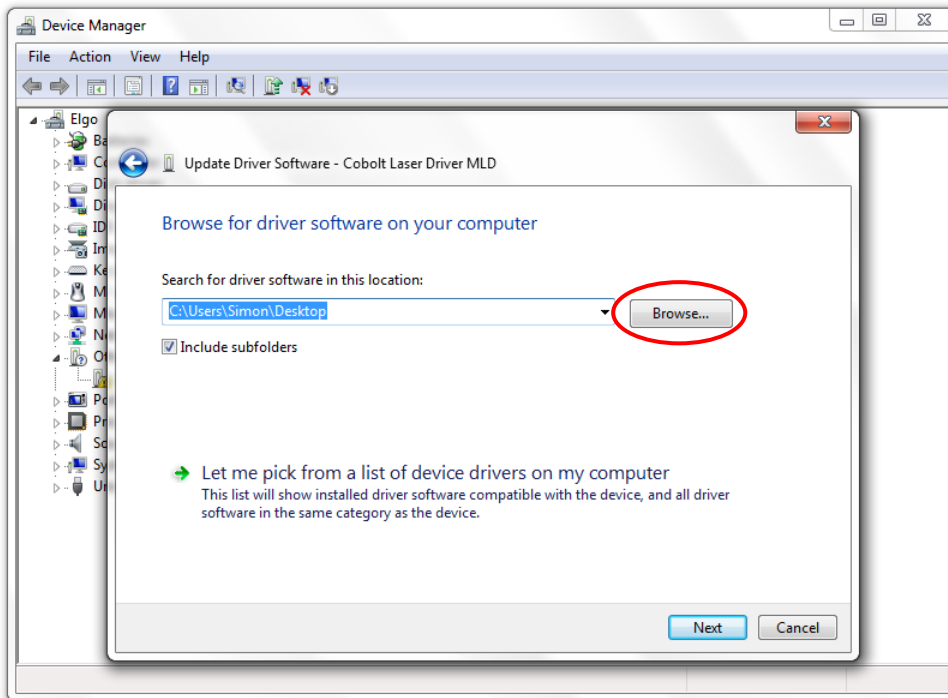 Device Manager
File Action View Help
Elgo
Update Driver Software - Cobolt Laser Driver MLD
Browse for driver software on your computer
Search for driver software in this location:
C:\Users\Simon\Desktop
Browse...
Include subfolders
Let me pick from a list of device drivers on my computer
This list will show installed driver software compatible with the device, and all driver
software in the same category as the device.
Next
Cancel